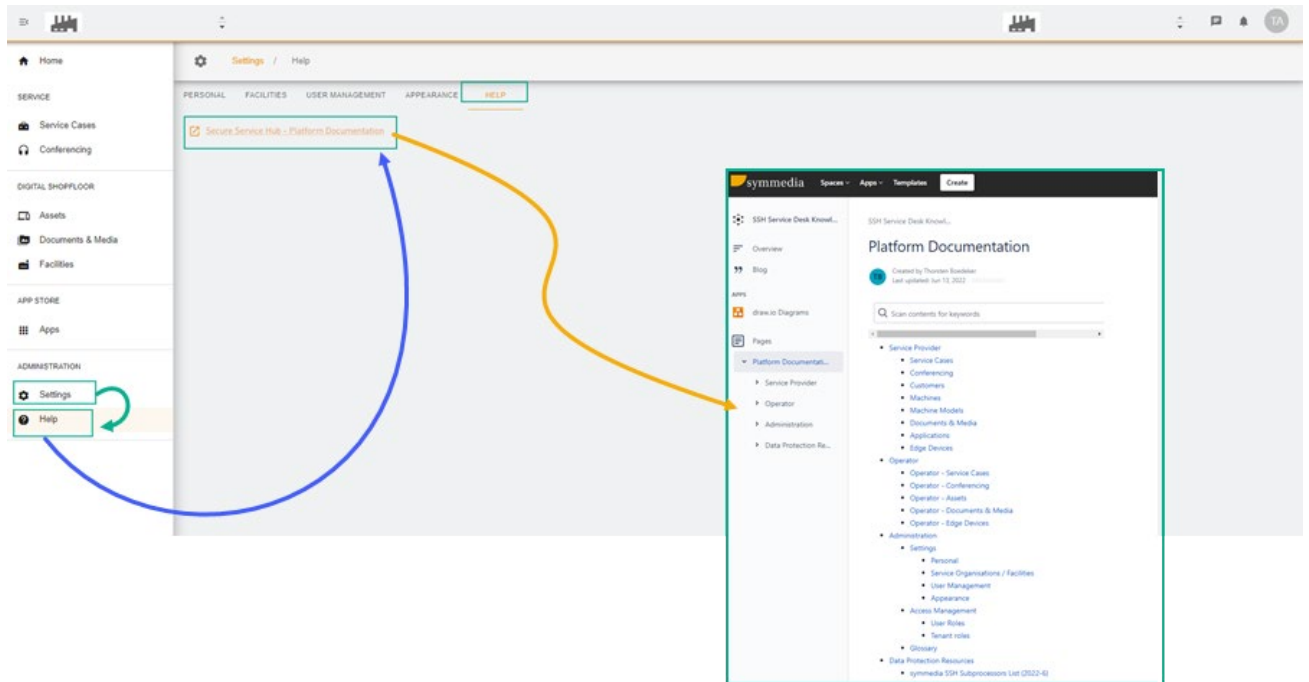 TA
Home
Settings / Help
SERVICE
Service Cases
Conferencing
DIGITAL SHOPFLOOR
Assets
Documents & Media
Facilities
APP STORE
Apps
ADMINISTRATION
Settings
Help
PERSONAL FACILITIES USER MANAGEMENT APPEARANCE HELP
Secure Service Hub - Platform Documentation
symmedia Spaces Apps Templates Create
SSH Service Desk Knowl...
Overview
Blog
APPS
draw.io Diagrams
Pages
Platform Documentati...
Service Provider
Operator
Administration
Data Protection Re...
SSH Service Desk Knowl...
Platform Documentation
TB
Created by Thorsten Buedeker
Last updated: Jun 13, 2022
Scan contents for keywords
Service Provider
Service Cases
Conferencing
Customers
Machines
Machine Models
Documents & Media
Applications
Edge Devices
Operator
Operator - Service Cases
Operator - Conferencing
Operator - Assets
Operator - Documents & Media
Operator - Edge Devices
Administration
Settings
Personal
Service Organisations / Facilities
User Management
Appearance
Access Management
User Roles
Tenant roles
Glossary
Data Protection Resources
symmedia SSH Subprocessors List (2022-6)